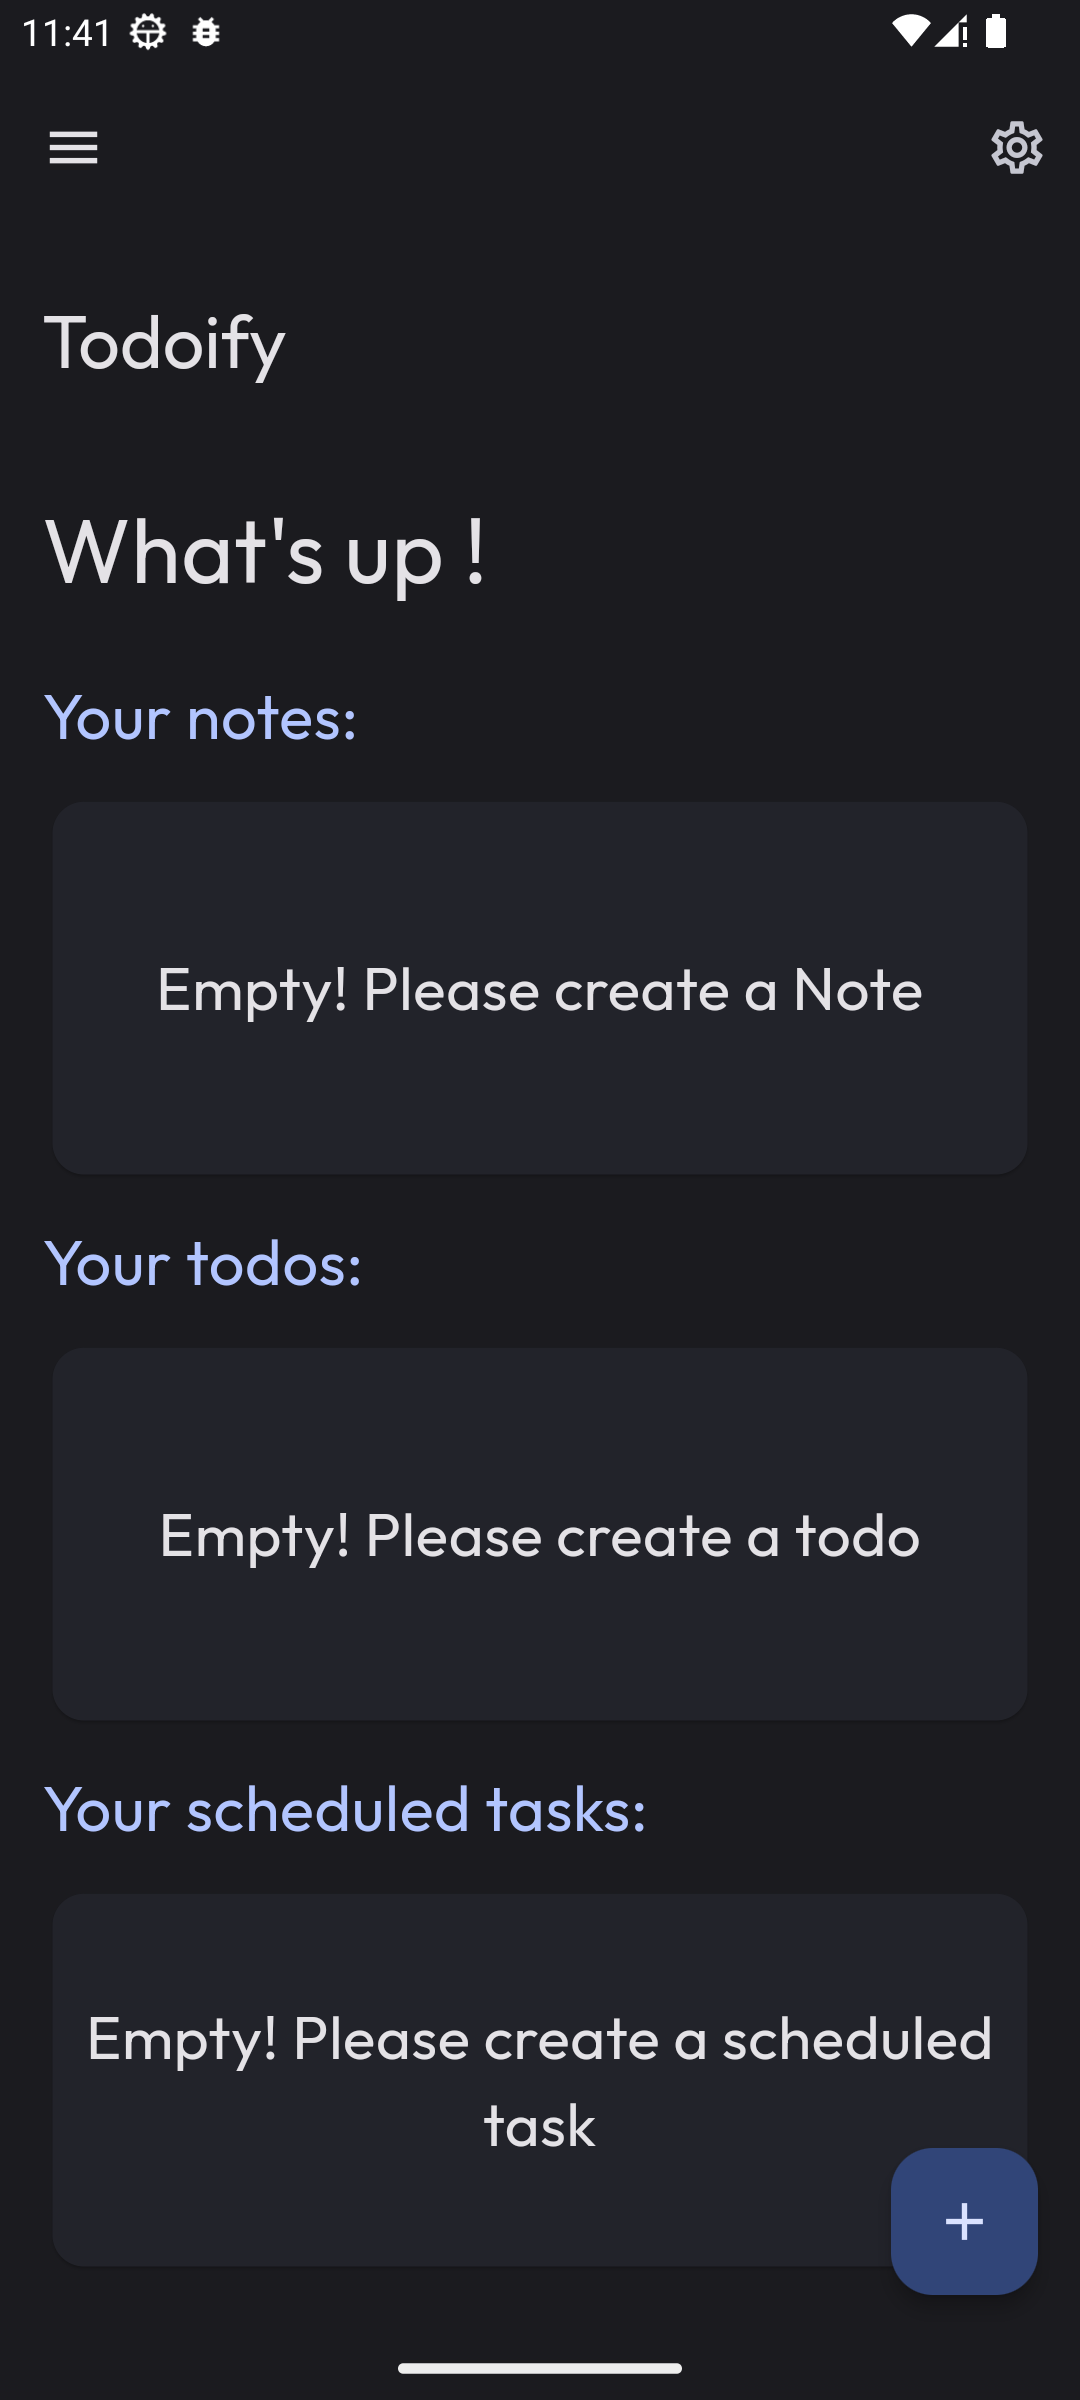 11:41
Todoify
What's up !
Your notes:
Empty! Please create a Note
Your todos:
Empty! Please create a todo
Your scheduled tasks:
Empty! Please create a scheduled
task